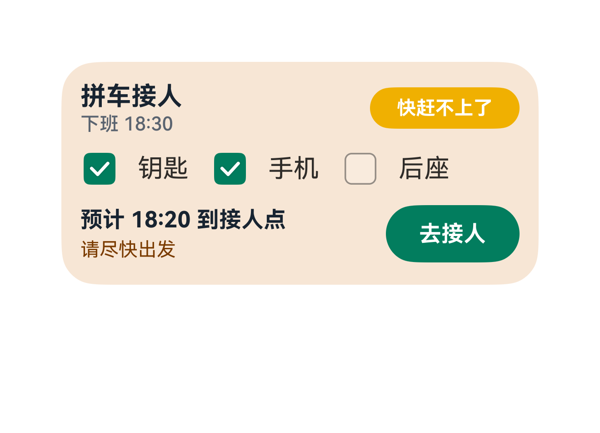 拼车接人
下班 18:30
快赶不上了
钥匙 手机 后座
预计 18:20 到接人点
请尽快出发
去接人